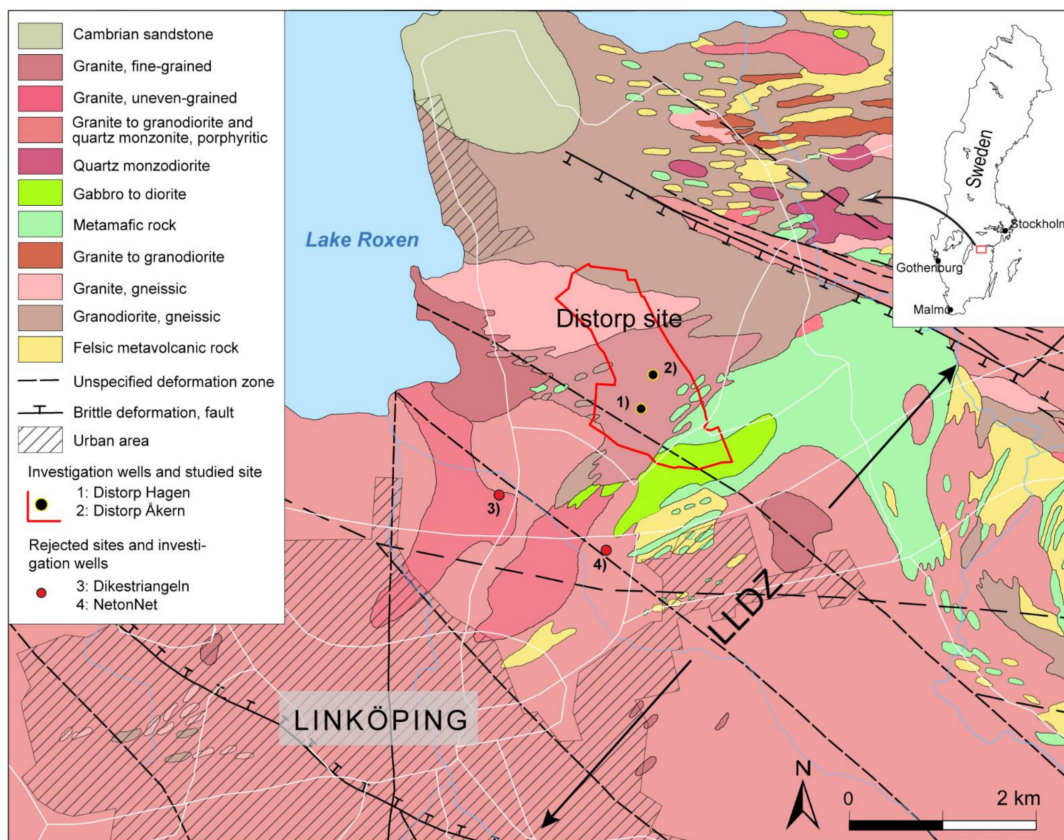 Cambrian sandstone
Granite, fine-grained
Granite, uneven-grained
Granite to granodiorite and
quartz monzonite, porphyritic
Quartz monzodiorite
Gabbro to diorite
Metamafic rock
Granite to granodiorite
Granite, gneissic
Granodiorite, gneissic
Felsic metavolcanic rock
Unspecified deformation zone
Brittle deformation, fault
Urban area
Investigation wells and studied site
1: Distorp Hagen
2: Distorp Åkern
Rejected sites and investi-
gation wells
3: Dikestriangeln
4: NetonNet
Lake Roxen
Distorp site
2)
1)
3)
4)
LLDZ
LINKÖPING
N
0 2 km
Sweden
Stockholm
Gothenburg
Malmö